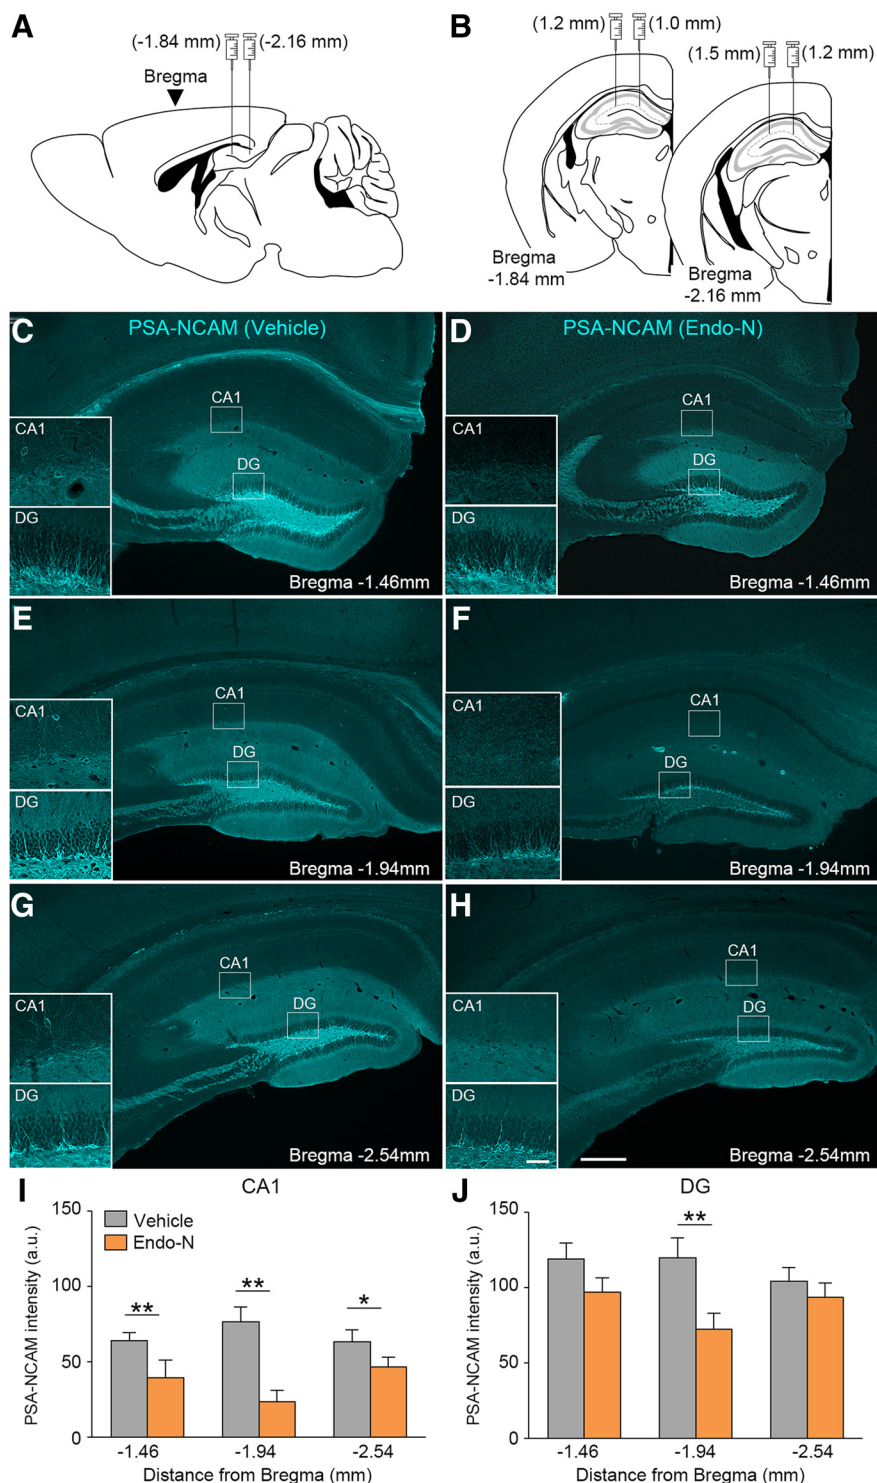 A
(-1.84 mm) (-2.16 mm)
Bregma
B
(1.2 mm) (1.0 mm)
(1.5 mm) (1.2 mm)
Bregma
-1.84 mm
Bregma
-2.16 mm
C PSA-NCAM (Vehicle)
CA1
CA1
DG
DG
Bregma -1.46mm
D PSA-NCAM (Endo-N)
CA1
CA1
DG
DG
Bregma -1.46mm
E
CA1
CA1
DG
DG
Bregma -1.94mm
F
CA1
CA1
DG
DG
Bregma -1.94mm
G
CA1
CA1
DG
DG
Bregma -2.54mm
H
CA1
CA1
DG
DG
Bregma -2.54mm
I CA1
PSA-NCAM intensity (a.u.)
150
100
50
0
Vehicle
Endo-N
** ** *
-1.46 -1.94 -2.54
Distance from Bregma (mm)
J DG
PSA-NCAM intensity (a.u.)
150
100
50
0
**
-1.46 -1.94 -2.54
Distance from Bregma (mm)